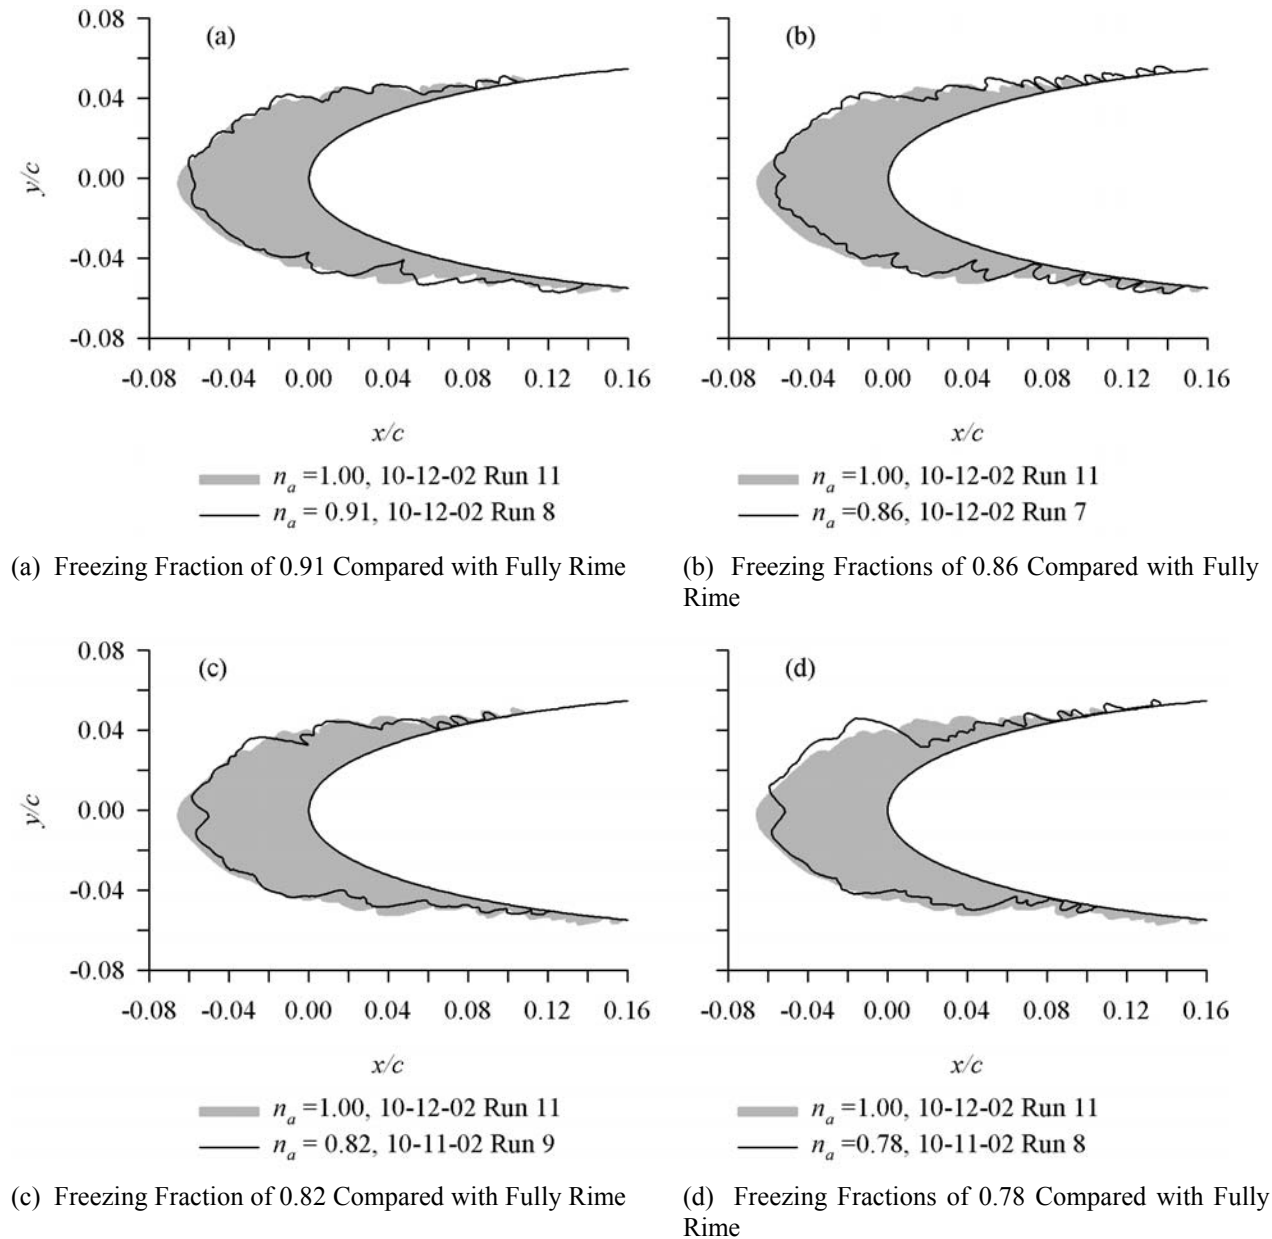 (a)
0.08
0.04
0.00
-0.04
-0.08
y/c
-0.08 -0.04 0.00 0.04 0.08 0.12 0.16
x/c
n_a =1.00, 10-12-02 Run 11
n_a = 0.91, 10-12-02 Run 8
(a) Freezing Fraction of 0.91 Compared with Fully Rime
(b)
-0.08 -0.04 0.00 0.04 0.08 0.12 0.16
x/c
n_a =1.00, 10-12-02 Run 11
n_a =0.86, 10-12-02 Run 7
(b) Freezing Fractions of 0.86 Compared with Fully
Rime
(c)
0.08
0.04
0.00
-0.04
-0.08
y/c
-0.08 -0.04 0.00 0.04 0.08 0.12 0.16
x/c
n_a =1.00, 10-12-02 Run 11
n_a = 0.82, 10-11-02 Run 9
(c) Freezing Fraction of 0.82 Compared with Fully Rime
(d)
-0.08 -0.04 0.00 0.04 0.08 0.12 0.16
x/c
n_a =1.00, 10-12-02 Run 11
n_a =0.78, 10-11-02 Run 8
(d) Freezing Fractions of 0.78 Compared with Fully
Rime